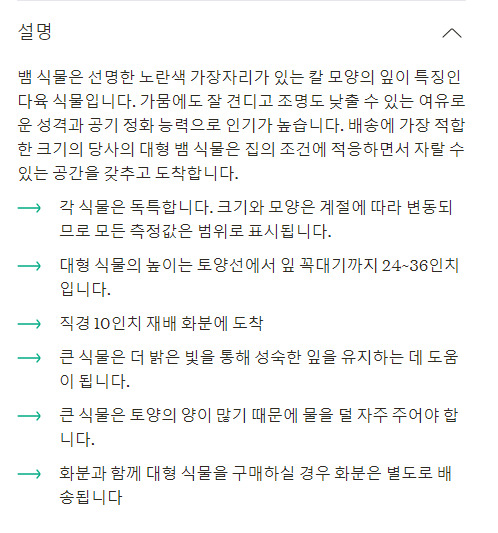 설명
뱀 식물은 선명한 노란색 가장자리가 있는 칼 모양의 잎이 특징인
다육 식물입니다. 가뭄에도 잘 견디고 조명도 낮출 수 있는 여유로
운 성격과 공기 정화 능력으로 인기가 높습니다. 배송에 가장 적합
한 크기의 당사의 대형 뱀 식물은 집의 조건에 적응하면서 자랄 수
있는 공간을 갖추고 도착합니다.
각 식물은 독특합니다. 크기와 모양은 계절에 따라 변동되
므로 모든 측정값은 범위로 표시됩니다.
대형 식물의 높이는 토양선에서 잎 꼭대기까지 24~36인치
입니다.
직경 10인치 재배 화분에 도착
큰 식물은 더 밝은 빛을 통해 성숙한 잎을 유지하는 데 도움
이 됩니다.
큰 식물은 토양의 양이 많기 때문에 물을 덜 자주 주어야 합
니다.
화분과 함께 대형 식물을 구매하실 경우 화분은 별도로 배
송됩니다